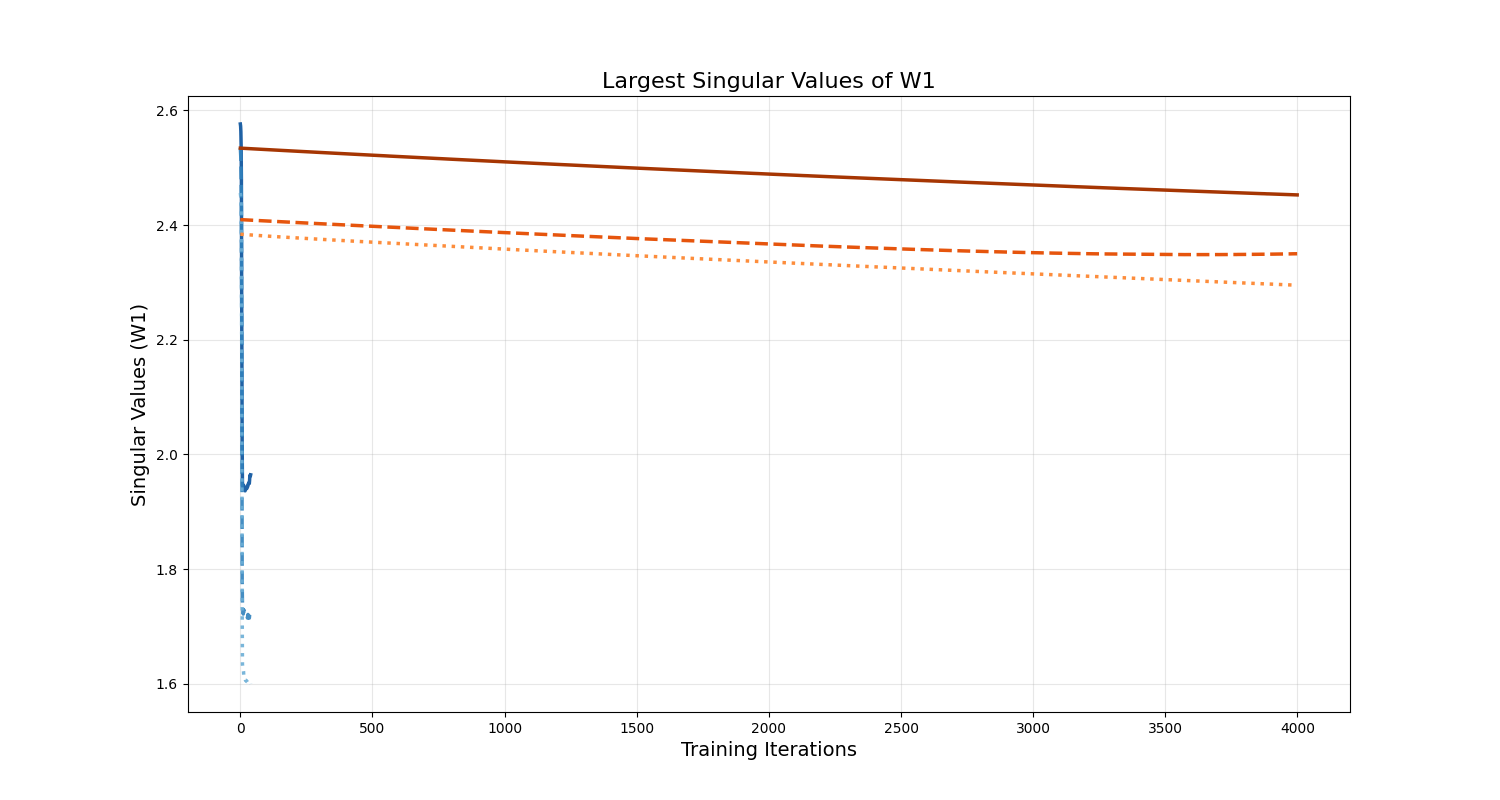 Largest Singular Values of W1
Singular Values (W1)
2.6
2.4
2.2
2.0
1.8
1.6
0 500 1000 1500 2000 2500 3000 3500 4000
Training Iterations